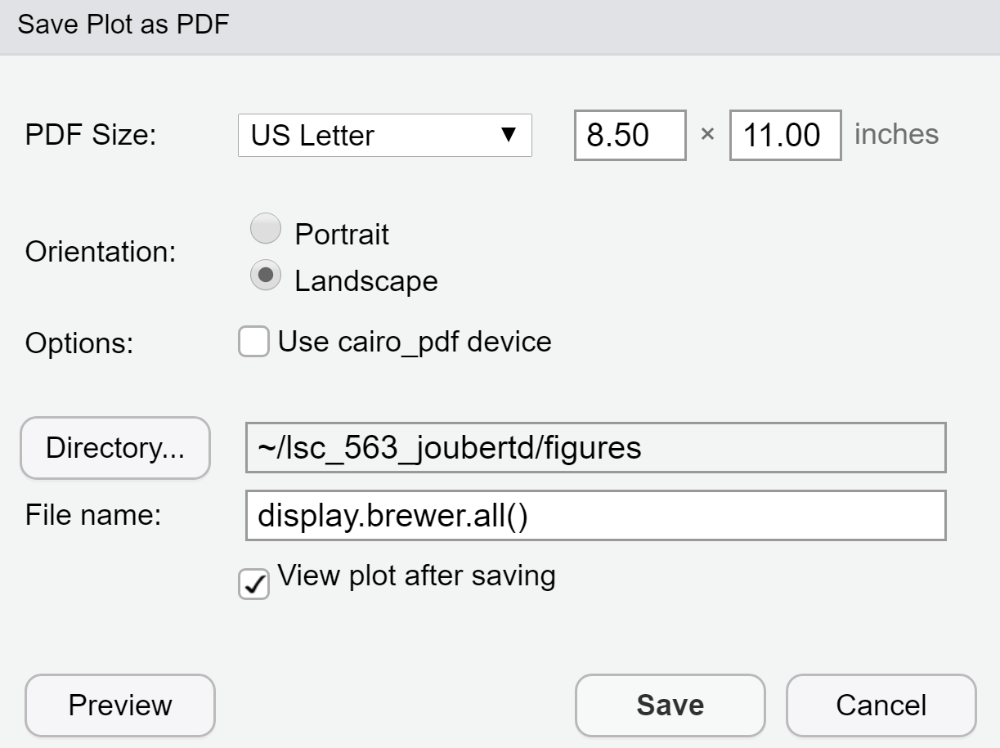 Save Plot as PDF
PDF Size: US Letter ▼ 8.50 × 11.00 inches
Portrait
Orientation:
Landscape
Options: Use cairo_pdf device
Directory... ~/lsc_563_joubertd/figures
File name: display.brewer.all()
View plot after saving
Preview Save Cancel